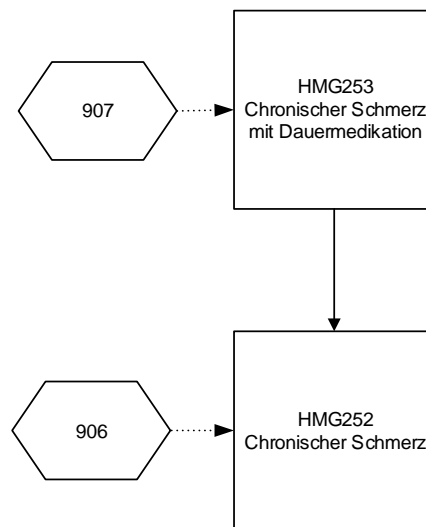 907
HMG253
Chronischer Schmerz
mit Dauermedikation
906
HMG252
Chronischer Schmerz